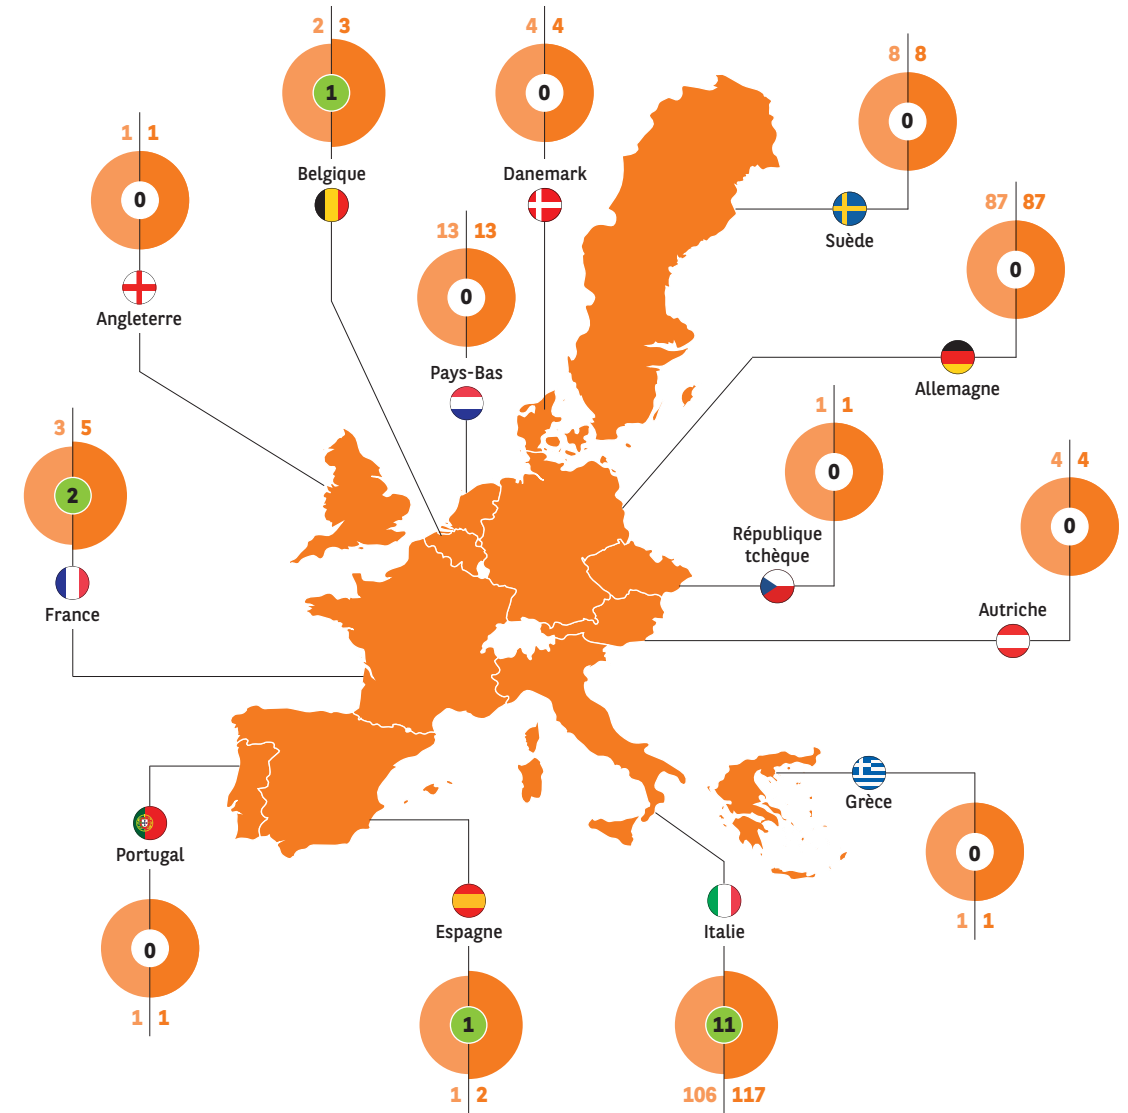 2 3
1
Belgique
4 4
0
Danemark
8 8
0
Suède
1 1
0
Angleterre
13 13
0
Pays-Bas
87 87
0
Allemagne
3 5
2
France
1 1
0
République
tchèque
4 4
0
Autriche
Portugal
0
1 1
Espagne
1
1 2
Italie
11
106 117
Grèce
0
1 1